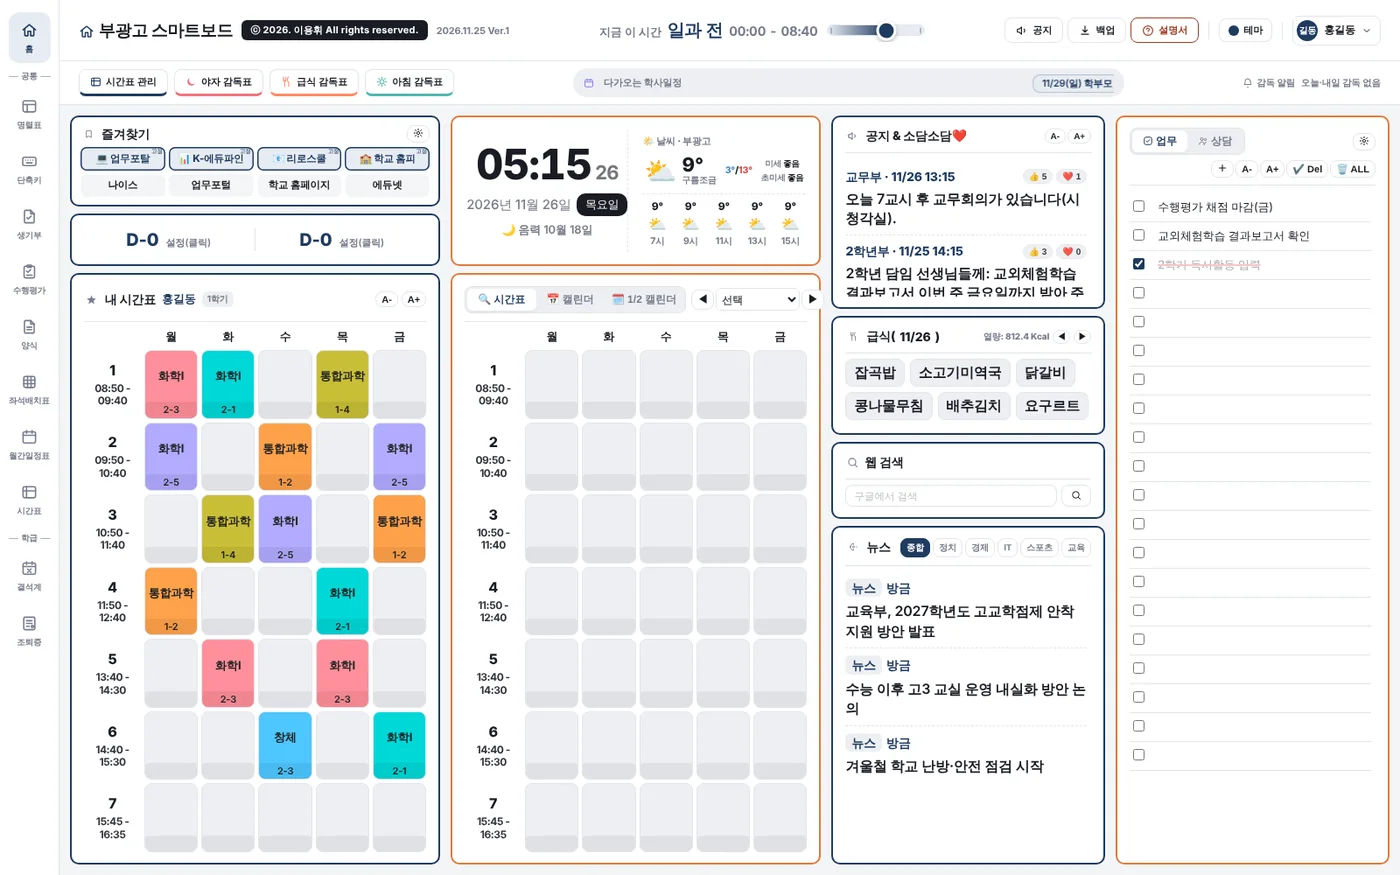 홈
공통
명렬표
단축키
생기부
수행평가
양식
좌석배치표
월간일정표
시간표
학급
결석계
조퇴증
부광고 스마트보드
ⓒ 2026. 이용휘 All rights reserved.
2026.11.25 Ver.1
지금 이 시간 일과 전 00:00 - 08:40
공지
백업
설명서
테마
길동 홍길동
시간표 관리
야자 감독표
급식 감독표
아침 감독표
다가오는 학사일정
11/29(일) 학부모
감독 알림 오늘·내일 감독 없음
즐겨찾기
업무포탈 고정
K-에듀파인 고정
리로스쿨 고정
학교 홈피 고정
나이스
업무포털
학교 홈페이지
에듀넷
D-0 설정(클릭)
D-0 설정(클릭)
05:15 26
2026년 11월 26일 목요일
음력 10월 18일
날씨 · 부광고
9°
구름조금
3°/13°
미세 좋음
초미세 좋음
9° 9° 9° 9° 9°
7시 9시 11시 13시 15시
내 시간표 홍길동 1학기
A- A+
월 화 수 목 금
1
08:50 -
09:40
화학I 2-3
화학I 2-1
통합과학 1-4
2
09:50 -
10:40
화학I 2-5
통합과학 1-2
화학I 2-5
3
10:50 -
11:40
통합과학 1-4
화학I 2-5
통합과학 1-2
4
11:50 -
12:40
통합과학 1-2
화학I 2-1
5
13:40 -
14:30
화학I 2-3
화학I 2-3
6
14:40 -
15:30
창체 2-3
화학I 2-1
7
15:45 -
16:35
시간표
캘린더
1/2 캘린더
선택
월 화 수 목 금
1
08:50 -
09:40
2
09:50 -
10:40
3
10:50 -
11:40
4
11:50 -
12:40
5
13:40 -
14:30
6
14:40 -
15:30
7
15:45 -
16:35
공지 & 소담소담❤️
A- A+
교무부 · 11/26 13:15
👍 5 ❤️ 1
오늘 7교시 후 교무회의가 있습니다(시
청각실).
2학년부 · 11/25 14:15
👍 3 ❤️ 0
2학년 담임 선생님들께: 교외체험학습
결과보고서 이번 주 금요일까지 받아 주
급식( 11/26 )
열량: 812.4 Kcal
잡곡밥 소고기미역국 닭갈비
콩나물무침 배추김치 요구르트
웹 검색
구글에서 검색
뉴스
종합 정치 경제 IT 스포츠 교육
뉴스 방금
교육부, 2027학년도 고교학점제 안착
지원 방안 발표
뉴스 방금
수능 이후 고3 교실 운영 내실화 방안 논
의
뉴스 방금
겨울철 학교 난방·안전 점검 시작
업무
상담
+ A- A+ ✔️ Del 🗑️ ALL
수행평가 채점 마감(금)
교외체험학습 결과보고서 확인
2학기 독서활동 입력